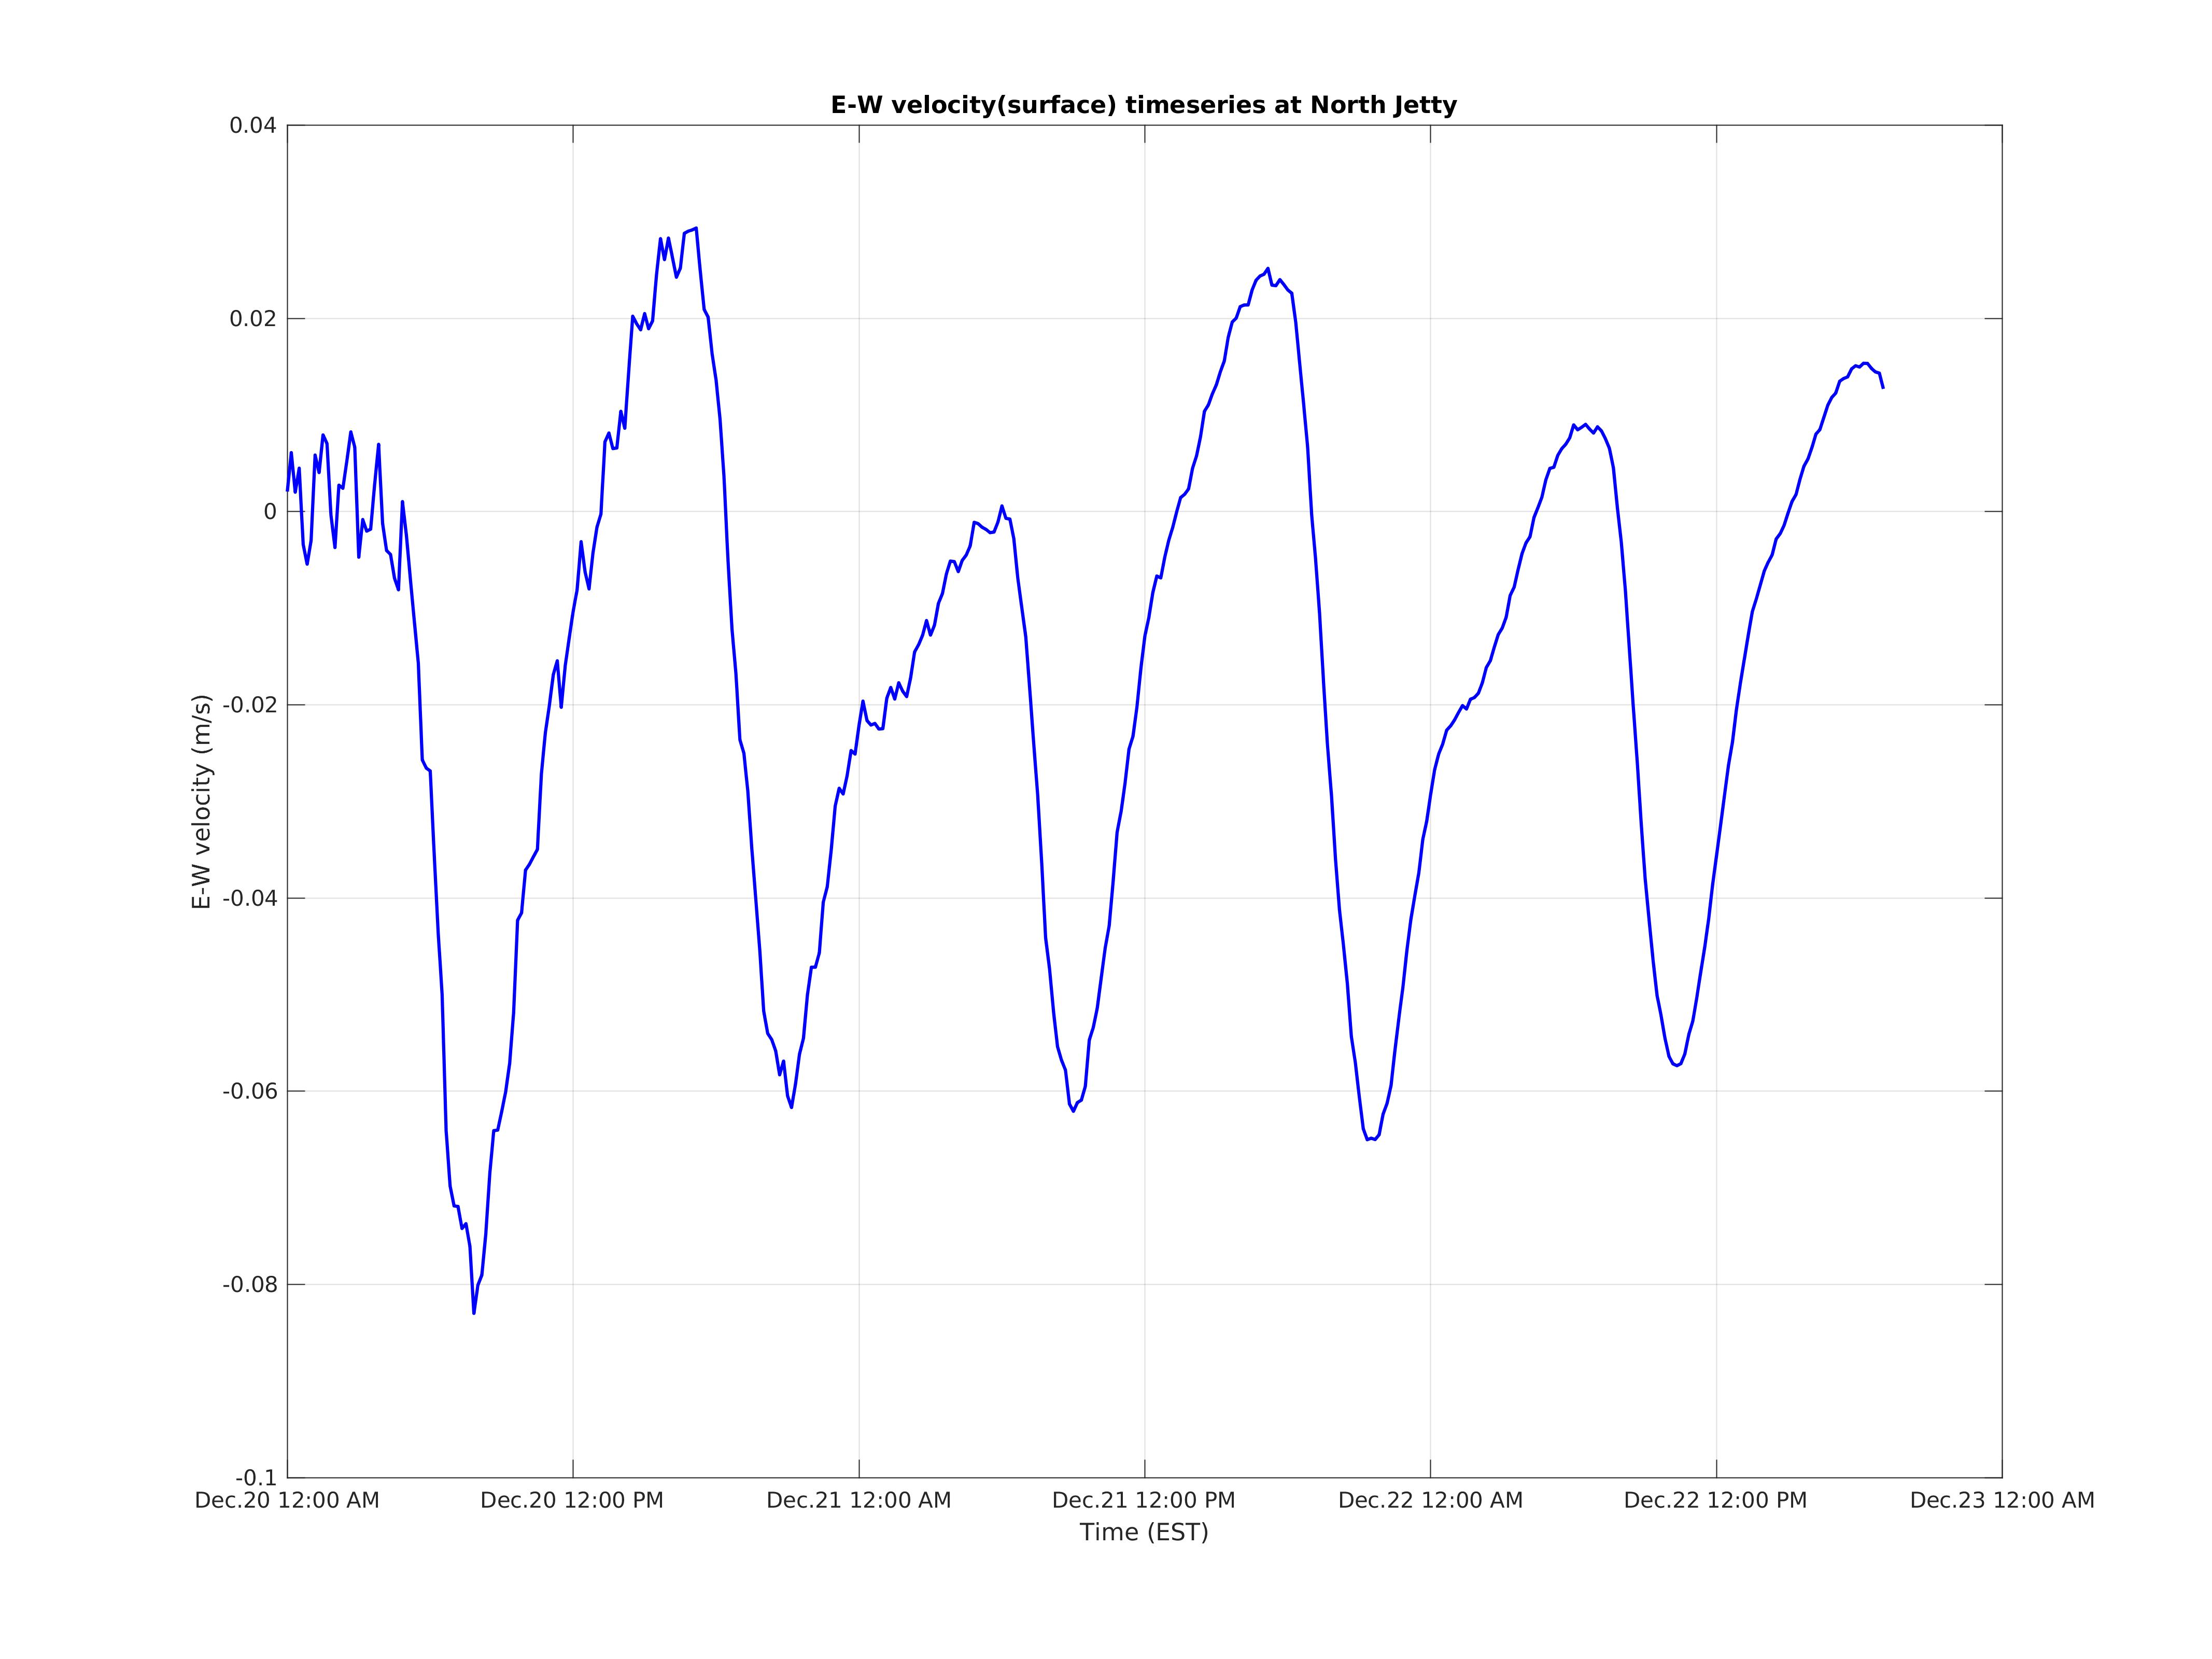 E-W velocity(surface) timeseries at North Jetty
0.04
0.02
0
-0.02
-0.04
-0.06
-0.08
-0.1
E-W velocity (m/s)
Dec.20 12:00 AM Dec.20 12:00 PM Dec.21 12:00 AM Dec.21 12:00 PM Dec.22 12:00 AM Dec.22 12:00 PM Dec.23 12:00 AM
Time (EST)